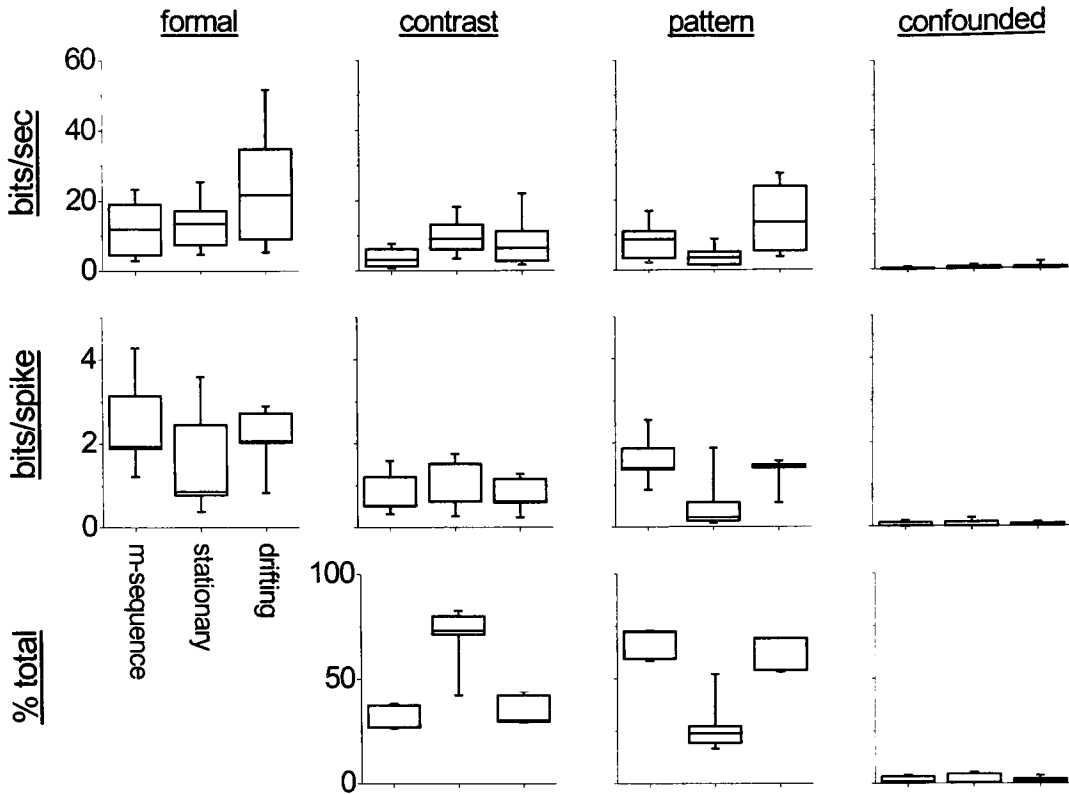 formal contrast pattern confounded
bits/sec
60
40
20
0
bits/spike
4
2
0
m-sequence
stationary
drifting
% total
100
50
0